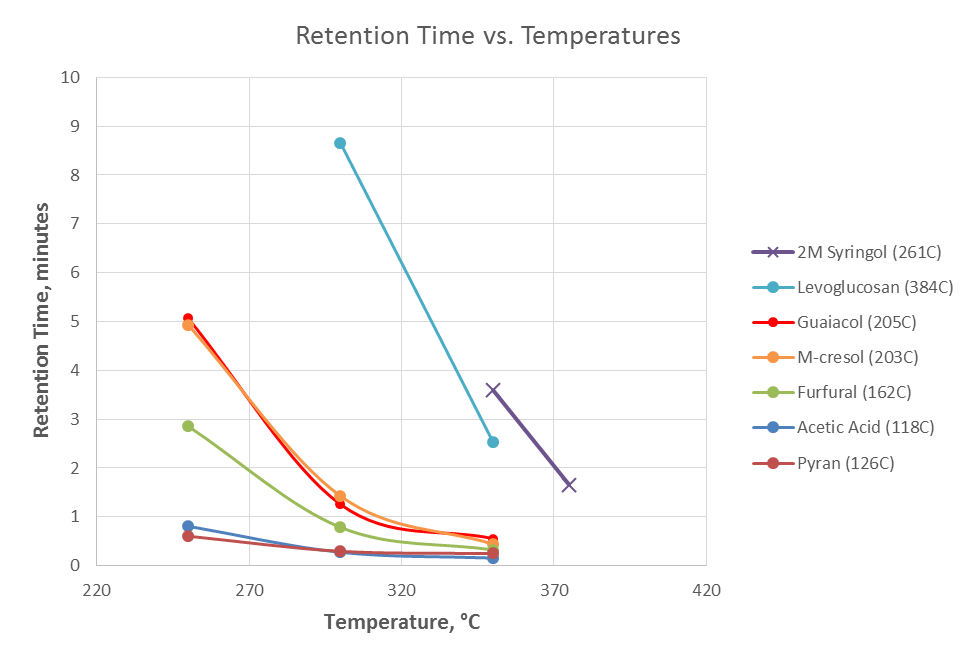 Retention Time vs. Temperatures
10
9
8
7
6
5
4
3
2
1
0
Retention Time, minutes
220
270
320
370
420
Temperature, °C
2M Syringol (261C)
Levoglucosan (384C)
Guaiacol (205C)
M-cresol (203C)
Furfural (162C)
Acetic Acid (118C)
Pyran (126C)